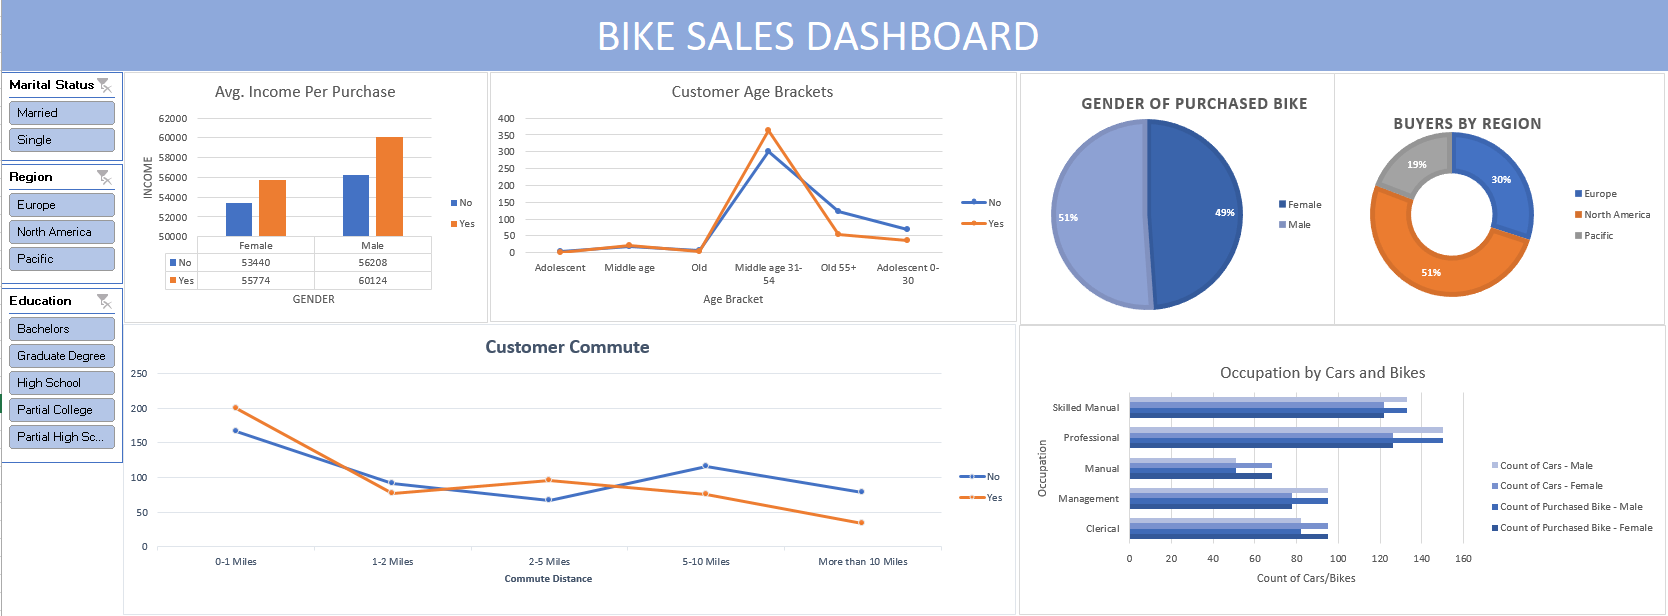 BIKE SALES DASHBOARD
Marital Status
Married
Single
Region
Europe
North America
Pacific
Education
Bachelors
Graduate Degree
High School
Partial College
Partial High Sc...
Avg. Income Per Purchase
62000
60000
58000
56000
54000
52000
50000
INCOME
Female Male
No 53440 56208
Yes 55774 60124
GENDER
No
Yes
Customer Age Brackets
400
350
300
250
200
150
100
50
0
Adolescent Middle age Old Middle age 31- Old 55+ Adolescent 0-
54 30
Age Bracket
No
Yes
GENDER OF PURCHASED BIKE
51%
49%
Female
Male
BUYERS BY REGION
19%
30%
51%
Europe
North America
Pacific
Customer Commute
250
200
150
100
50
0
0-1 Miles 1-2 Miles 2-5 Miles 5-10 Miles More than 10 Miles
Commute Distance
No
Yes
Occupation by Cars and Bikes
Occupation
Skilled Manual
Professional
Manual
Management
Clerical
0 20 40 60 80 100 120 140 160
Count of Cars/Bikes
Count of Cars - Male
Count of Cars - Female
Count of Purchased Bike - Male
Count of Purchased Bike - Female